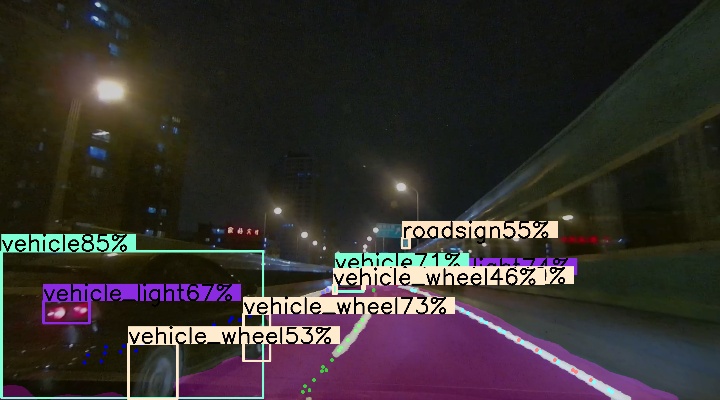 roadsign55%
vehicle85%
vehicle71%
vehicle_wheel46%
vehicle_light67%
vehicle_wheel73%
vehicle_wheel53%